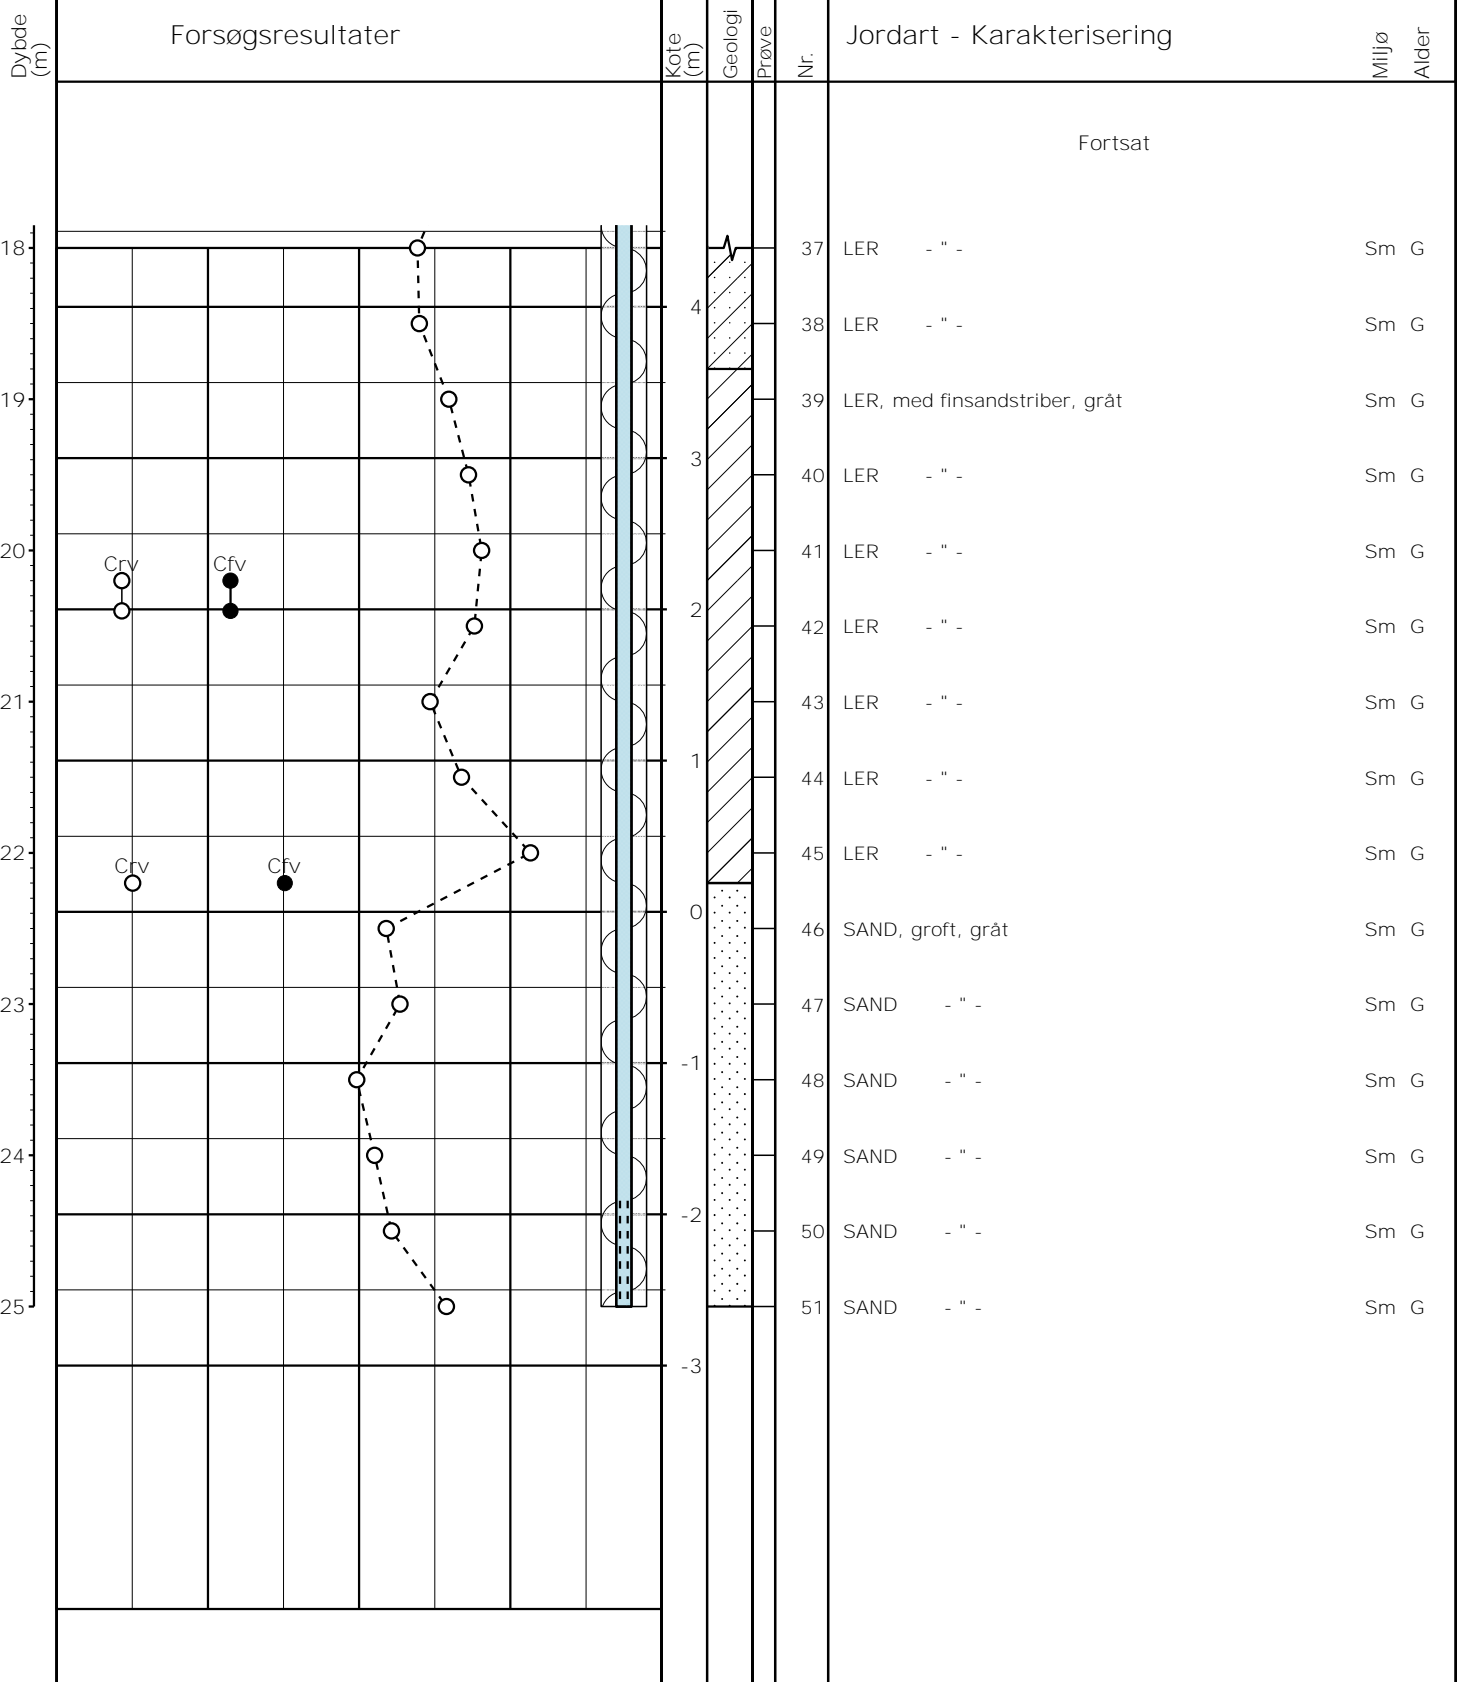 Dybde (m) Forsøgsresultater Kote (m) Geologi Prøve Nr. Jordart - Karakterisering Miljø Alder
Fortsat
18 37 LER - " - Sm G
4
38 LER - " - Sm G
19 39 LER, med finsandstriber, gråt Sm G
3
40 LER - " - Sm G
20 41 LER - " - Sm G
Crv Cfv
2
42 LER - " - Sm G
21 43 LER - " - Sm G
1
44 LER - " - Sm G
22 45 LER - " - Sm G
Crv Cfv
0
46 SAND, groft, gråt Sm G
23 47 SAND - " - Sm G
-1
48 SAND - " - Sm G
24 49 SAND - " - Sm G
-2
50 SAND - " - Sm G
25 51 SAND - " - Sm G
-3